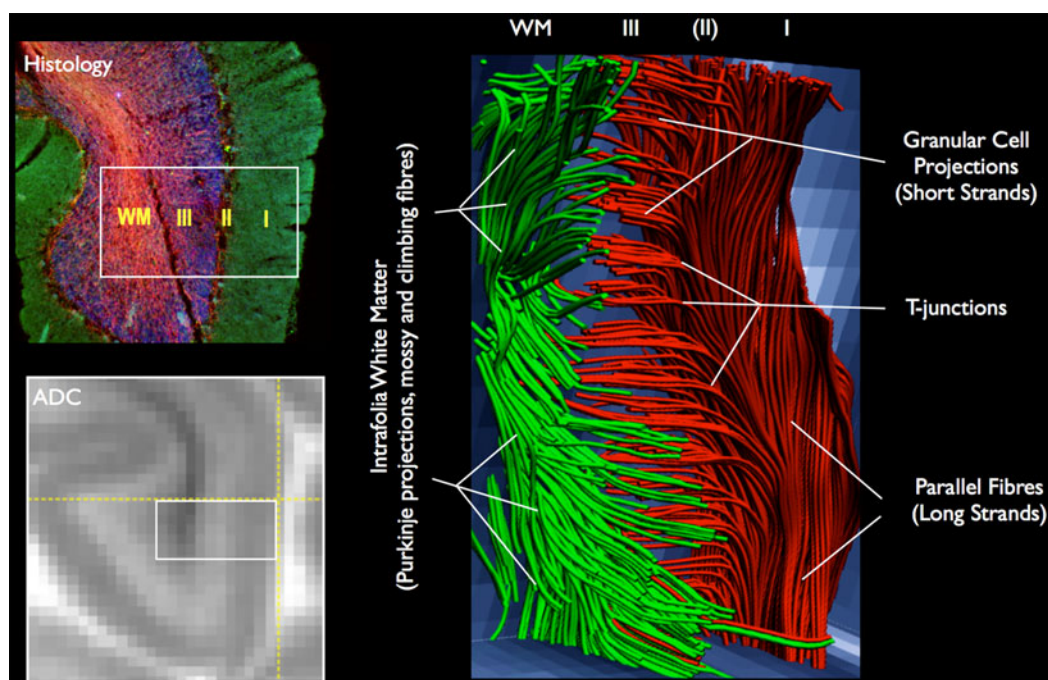 Histology
WM III II I
ADC
WM III (II) I
Intrafolia White Matter
(Purkinje projections, mossy and climbing fibres)
Granular Cell
Projections
(Short Strands)
T-junctions
Parallel Fibres
(Long Strands)